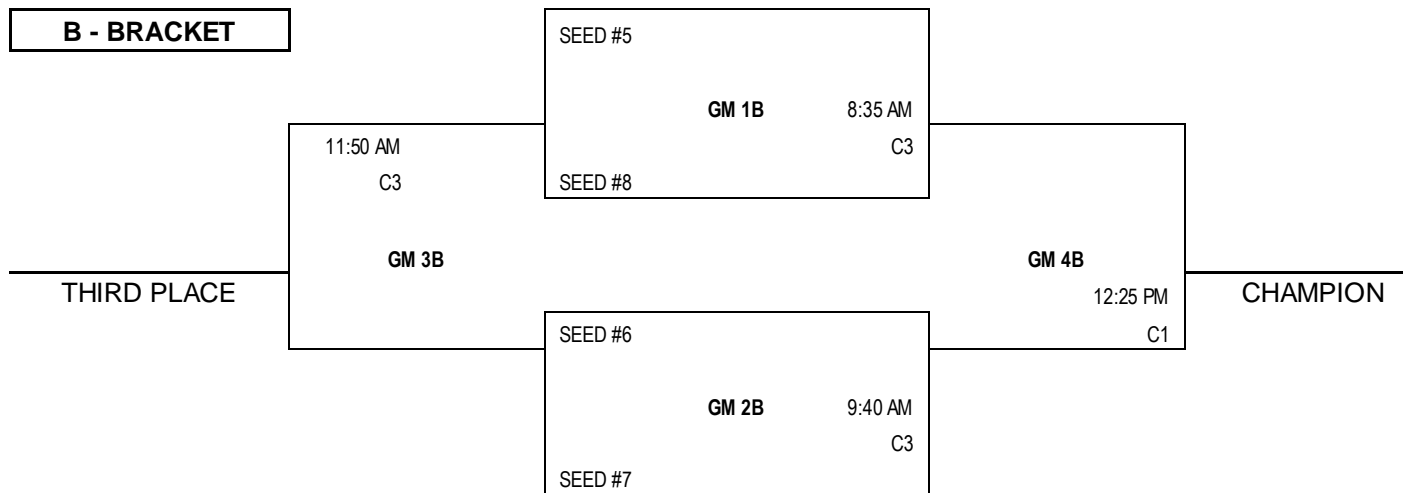 B - BRACKET
SEED #5
GM 1B 8:35 AM
11:50 AM
C3
C3
SEED #8
GM 3B
GM 4B
THIRD PLACE
12:25 PM
CHAMPION
SEED #6
C1
GM 2B 9:40 AM
C3
SEED #7